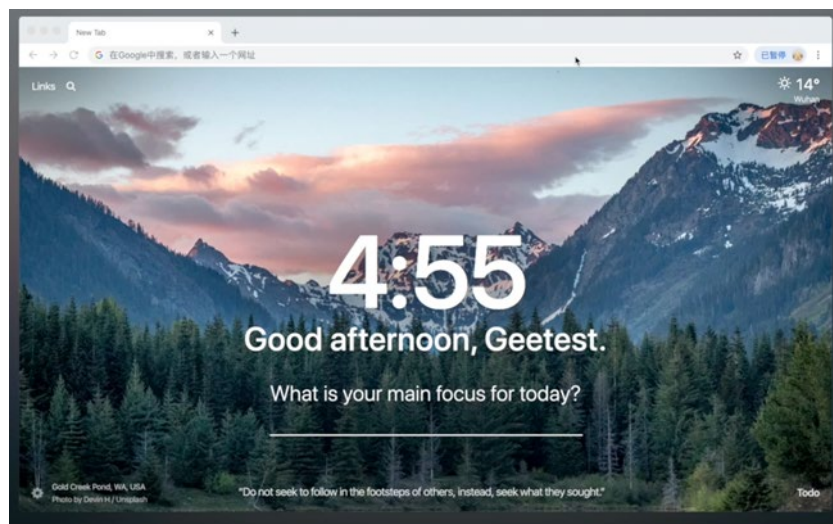 New Tab
在Google中搜索，或者输入一个网址
已暂停
Links
14°
Wuhan
4:55
Good afternoon, Geetest.
What is your main focus for today?
Gold Creek Pond, WA, USA
Photo by Devin H / Unsplash
"Do not seek to follow in the footsteps of others, instead, seek what they sought."
Todo